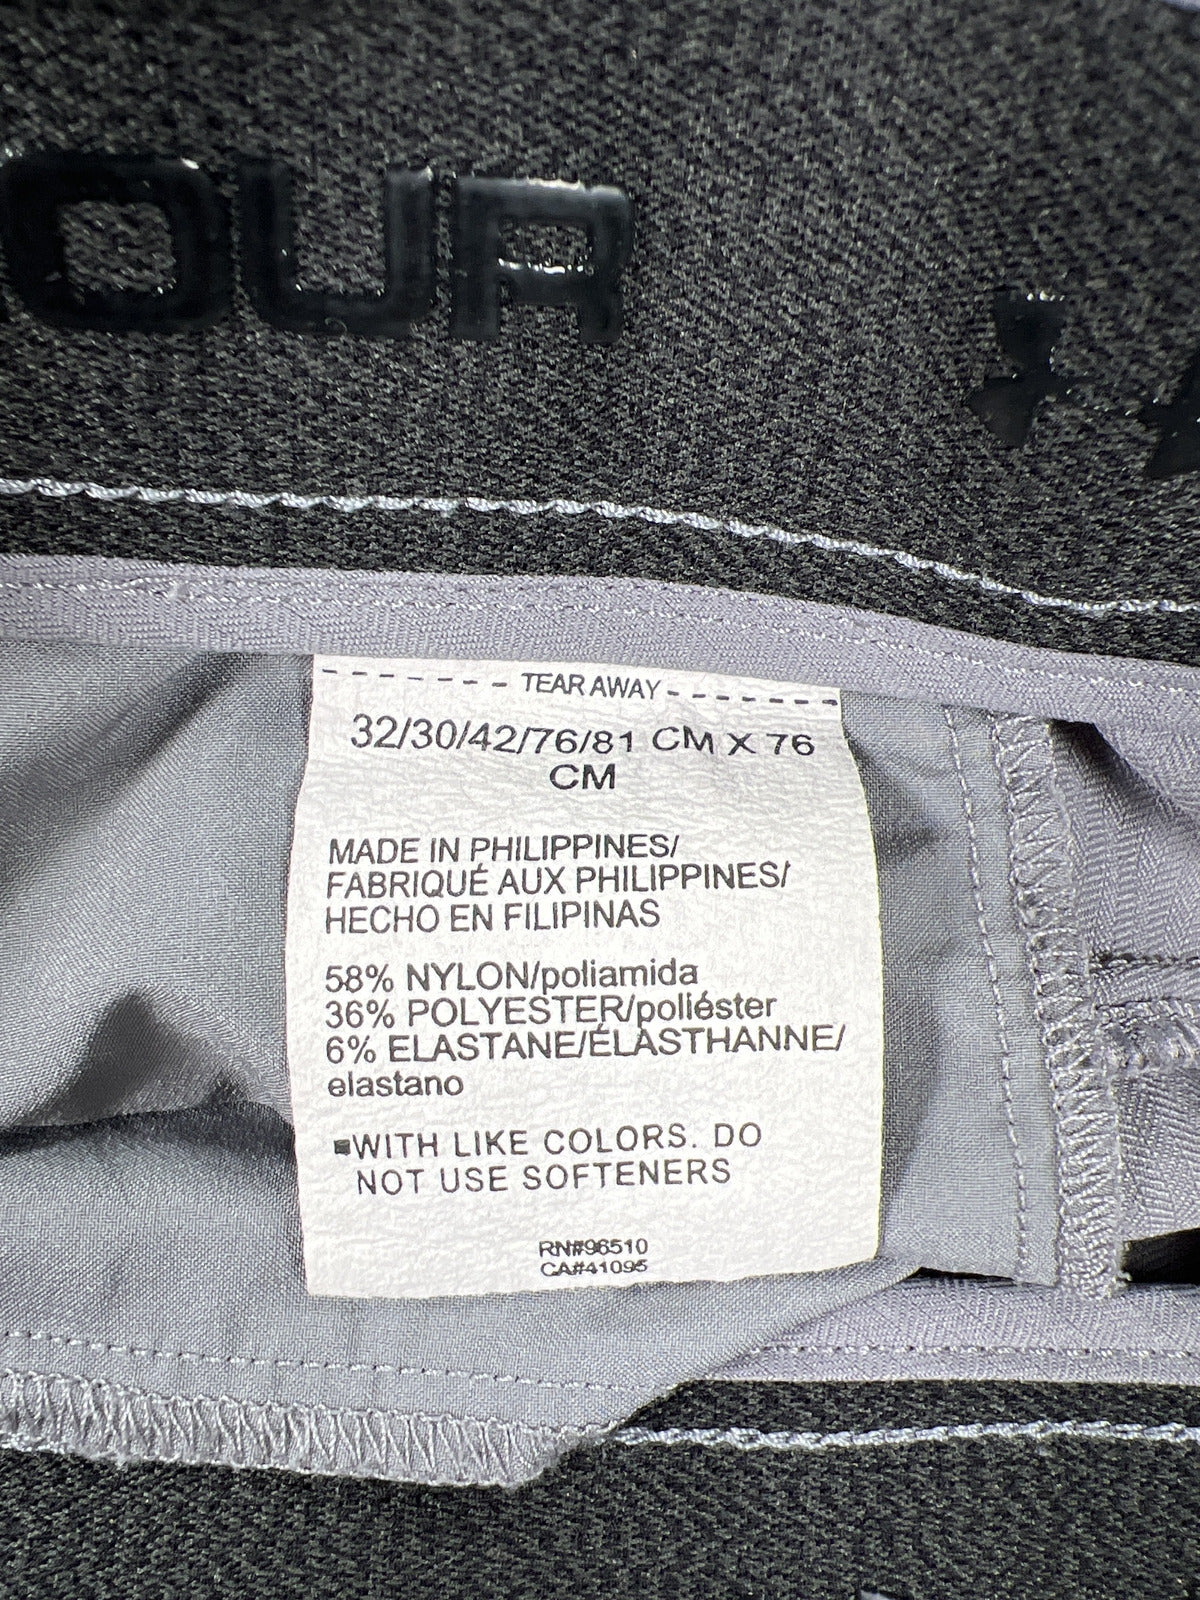 OUR
TEAR AWAY
32/30/42/76/81 CM X 76
CM
MADE IN PHILIPPINES/
FABRIQUÉ AUX PHILIPPINES/
HECHO EN FILIPINAS
58% NYLON/poliamida
36% POLYESTER/poliéster
6% ELASTANE/ÉLASTHANNE/
elastano
WITH LIKE COLORS. DO
NOT USE SOFTENERS
RN#96510
CA#41095